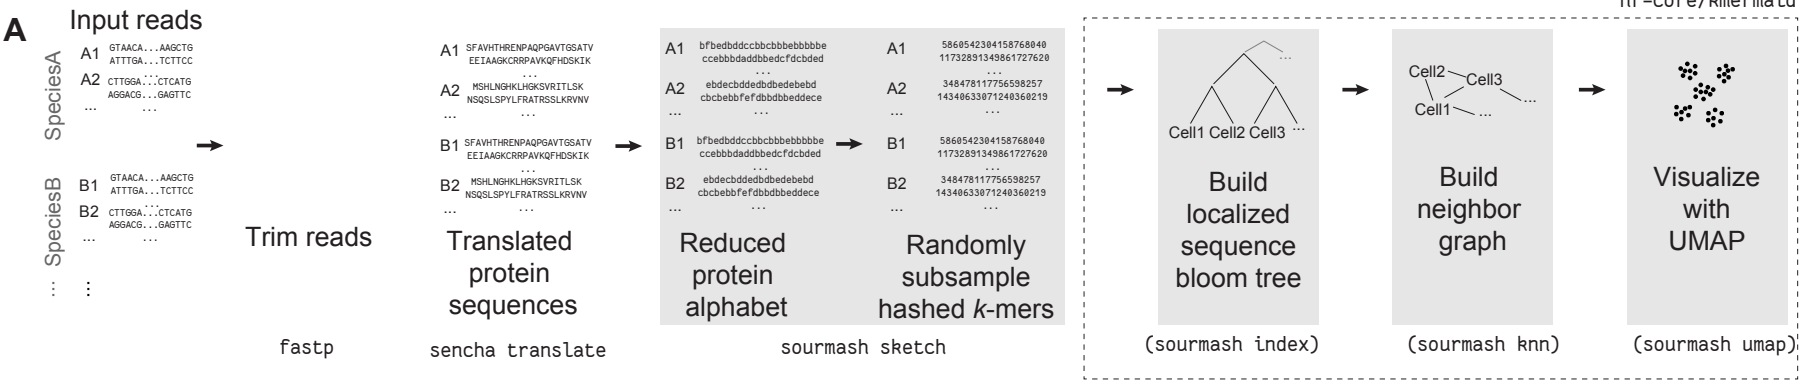 A
Input reads
SpeciesA
A1 GTAACA...AAGCTG
ATTTGA...TCTTCC
...
A2 CTTGGA...CTCATG
AGGACG...GAGTTC
... ...
SpeciesB
B1 GTAACA...AAGCTG
ATTTGA...TCTTCC
...
B2 CTTGGA...CTCATG
AGGACG...GAGTTC
... ...
... ...
Trim reads
fastp
A1 SFAVHTHRENPAQPGAVTGSATV
EEIAAGKCRRPAVKQFHDSKIK
...
A2 MSHLNGHKLHGKSVRITLSK
NSQSLSPYLFRATRSSLKRVNV
... ...
B1 SFAVHTHRENPAQPGAVTGSATV
EEIAAGKCRRPAVKQFHDSKIK
...
B2 MSHLNGHKLHGKSVRITLSK
NSQSLSPYLFRATRSSLKRVNV
... ...
Translated
protein
sequences
sencha translate
A1 bfbedbddccbbcbbbebbbbbe
ccebbbdaddbbedcfdcbded
...
A2 ebdecbddedbdbedebebd
cbcbebbfefdbbdbbeddece
... ...
B1 bfbedbddccbbcbbbebbbbbe
ccebbbdaddbbedcfdcbded
...
B2 ebdecbddedbdbedebebd
cbcbebbfefdbbdbbeddece
... ...
Reduced
protein
alphabet
A1 5860542304158768040
11732891349861727620
...
A2 348478117756598257
14340633071240360219
... ...
B1 5860542304158768040
11732891349861727620
...
B2 348478117756598257
14340633071240360219
... ...
Randomly
subsample
hashed k-mers
sourmash sketch
...
Cell1 Cell2 Cell3 ...
Build
localized
sequence
bloom tree
(sourmash index)
Cell2 Cell3
...
Cell1 ...
Build
neighbor
graph
(sourmash knn)
Visualize
with
UMAP
(sourmash umap)